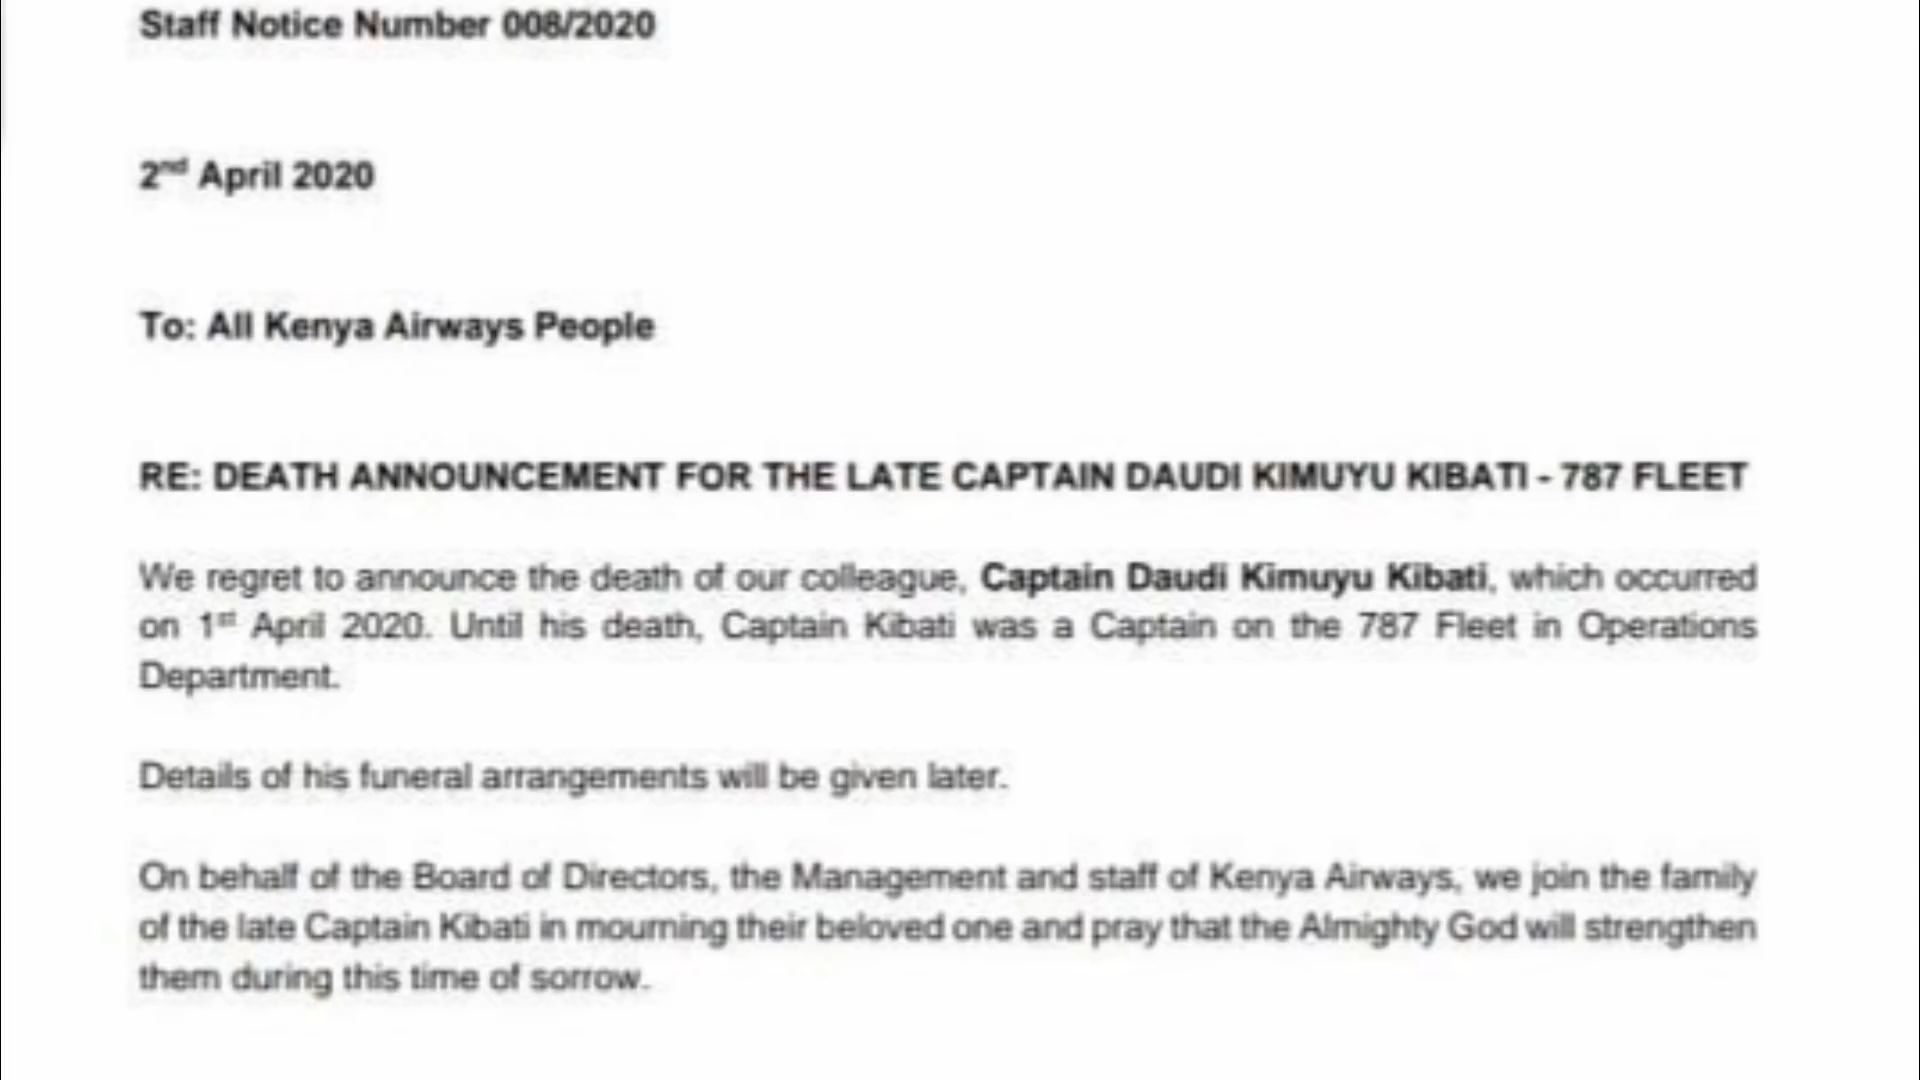 Staff Notice Number 008/2020
2nd April 2020
To: All Kenya Airways People
RE: DEATH ANNOUNCEMENT FOR THE LATE CAPTAIN DAUDI KIMUYU KIBATI - 787 FLEET
We regret to announce the death of our colleague, Captain Daudi Kimuyu Kibati, which occurred
on 1st April 2020. Until his death, Captain Kibati was a Captain on the 787 Fleet in Operations
Department.
Details of his funeral arrangements will be given later.
On behalf of the Board of Directors, the Management and staff of Kenya Airways, we join the family
of the late Captain Kibati in mourning their beloved one and pray that the Almighty God will strengthen
them during this time of sorrow.